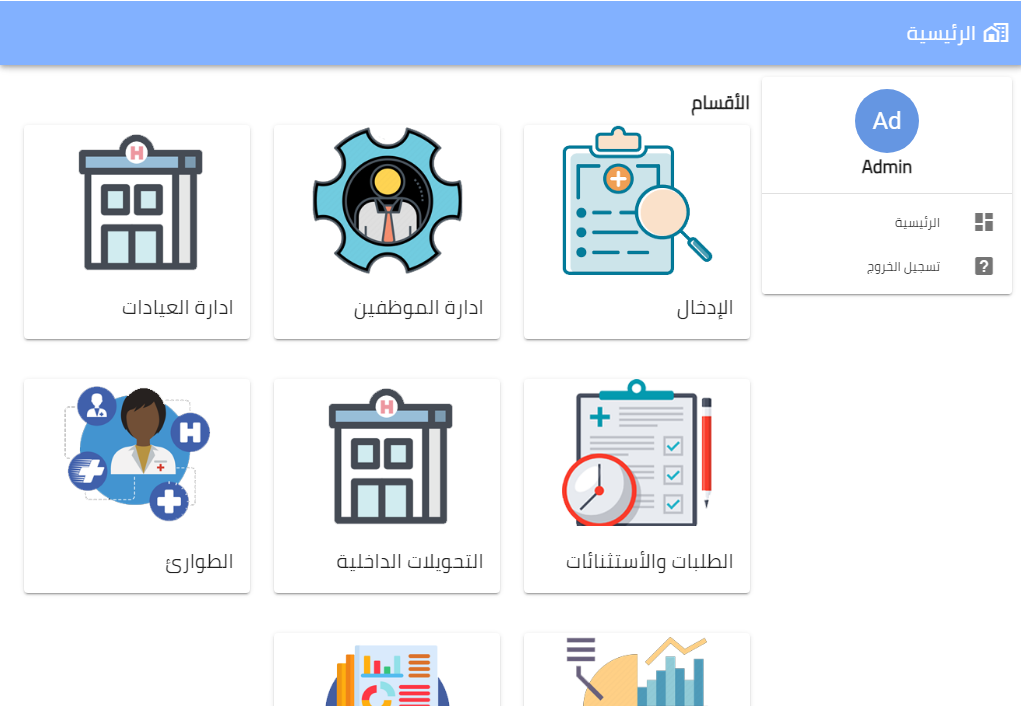 الرئيسية
Ad
Admin
الرئيسية
تسجيل الخروج
الأقسام
الإدخال
ادارة الموظفين
H
ادارة العيادات
الطلبات والأستثنائات
H
التحويلات الداخلية
H
الطوارئ